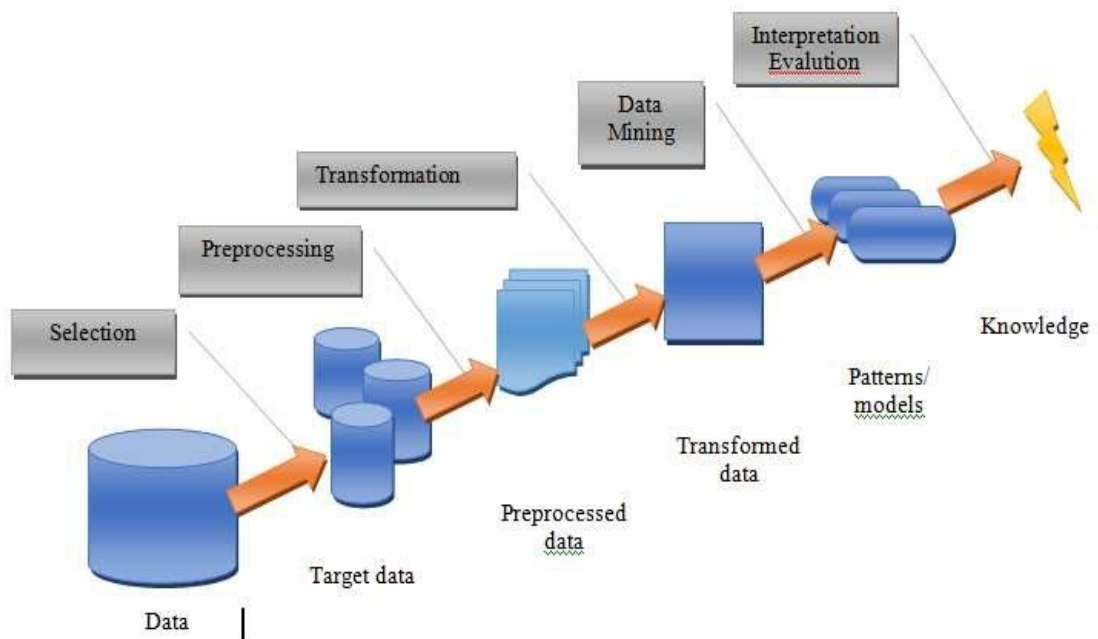 Interpretation
Evalution
Data
Mining
Transformation
Preprocessing
Selection
Knowledge
Patterns/
models
Transformed
data
Preprocessed
data
Target data
Data